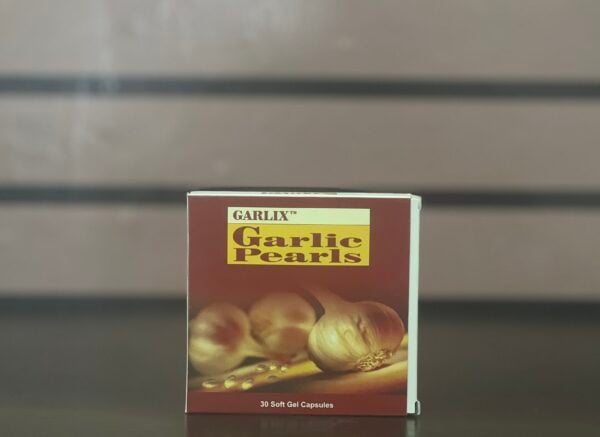 GARLIX™
Garlic
Pearls
30 Soft Gel Capsules